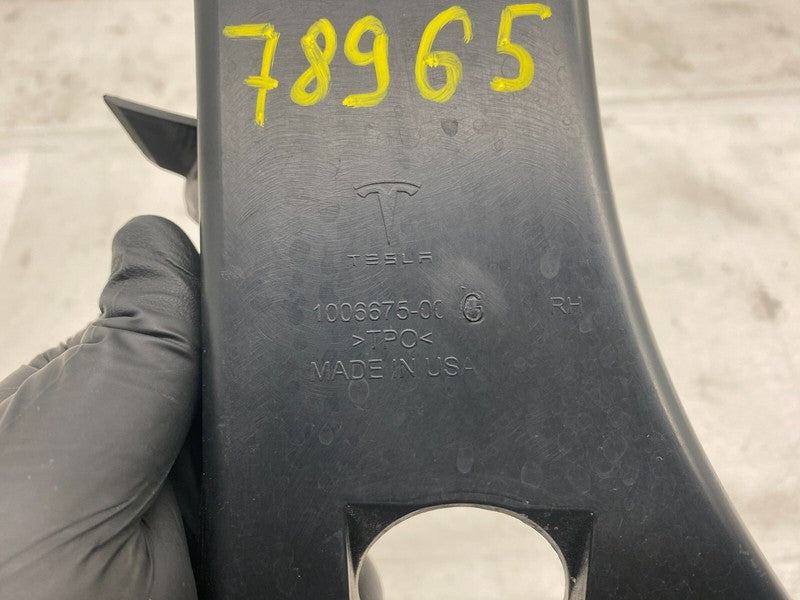 78965
TESLA
1006675-00 G RH
>TPO<
MADE IN USA